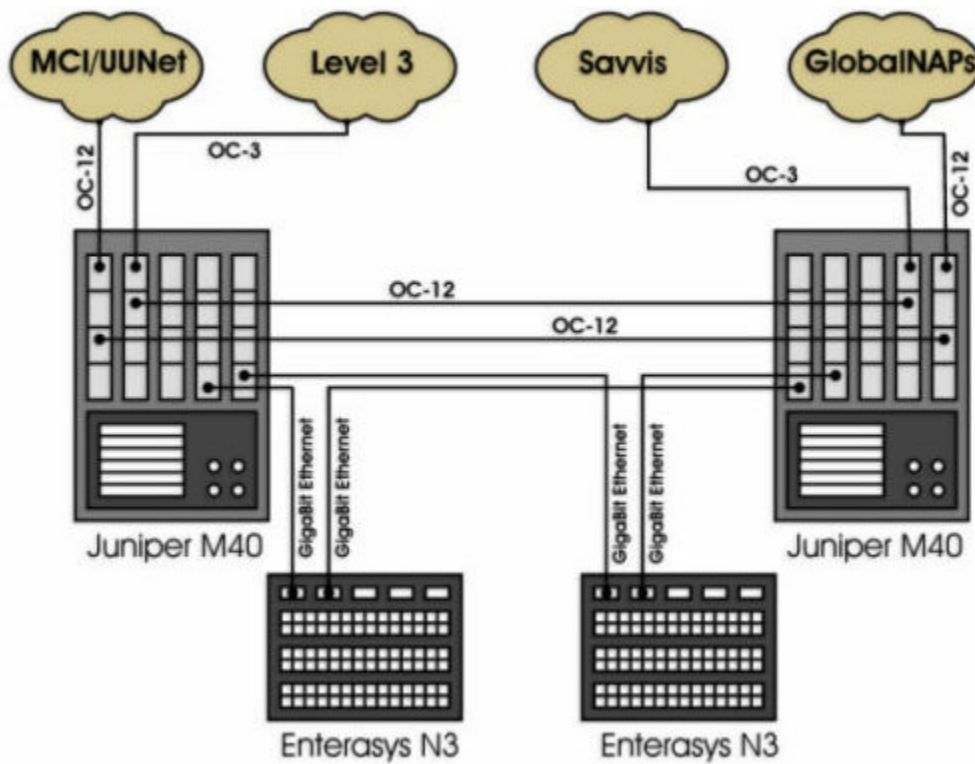 MCI/UUNet
Level 3
Savvis
GlobalNAPs
OC-12
OC-3
OC-3
OC-12
OC-12
OC-12
GigaBit Ethernet
GigaBit Ethernet
GigaBit Ethernet
GigaBit Ethernet
Juniper M40
Juniper M40
Enterasys N3
Enterasys N3